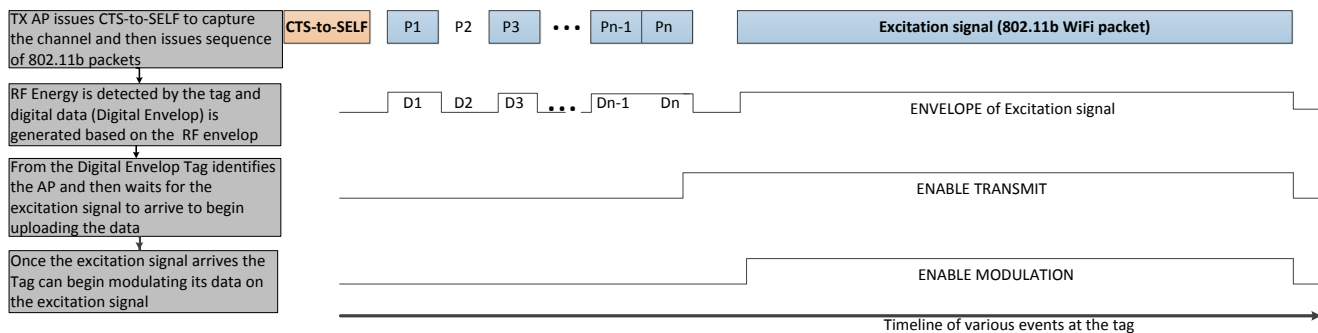 TX AP issues CTS-to-SELF to capture
the channel and then issues sequence
of 802.11b packets
RF Energy is detected by the tag and
digital data (Digital Envelop) is
generated based on the RF envelop
From the Digital Envelop Tag identifies
the AP and then waits for the
excitation signal to arrive to begin
uploading the data
Once the excitation signal arrives the
Tag can begin modulating its data on
the excitation signal
CTS-to-SELF P1 P2 P3 ••• Pn-1 Pn Excitation signal (802.11b WiFi packet)
D1 D2 D3 ••• Dn-1 Dn ENVELOPE of Excitation signal
ENABLE TRANSMIT
ENABLE MODULATION
Timeline of various events at the tag